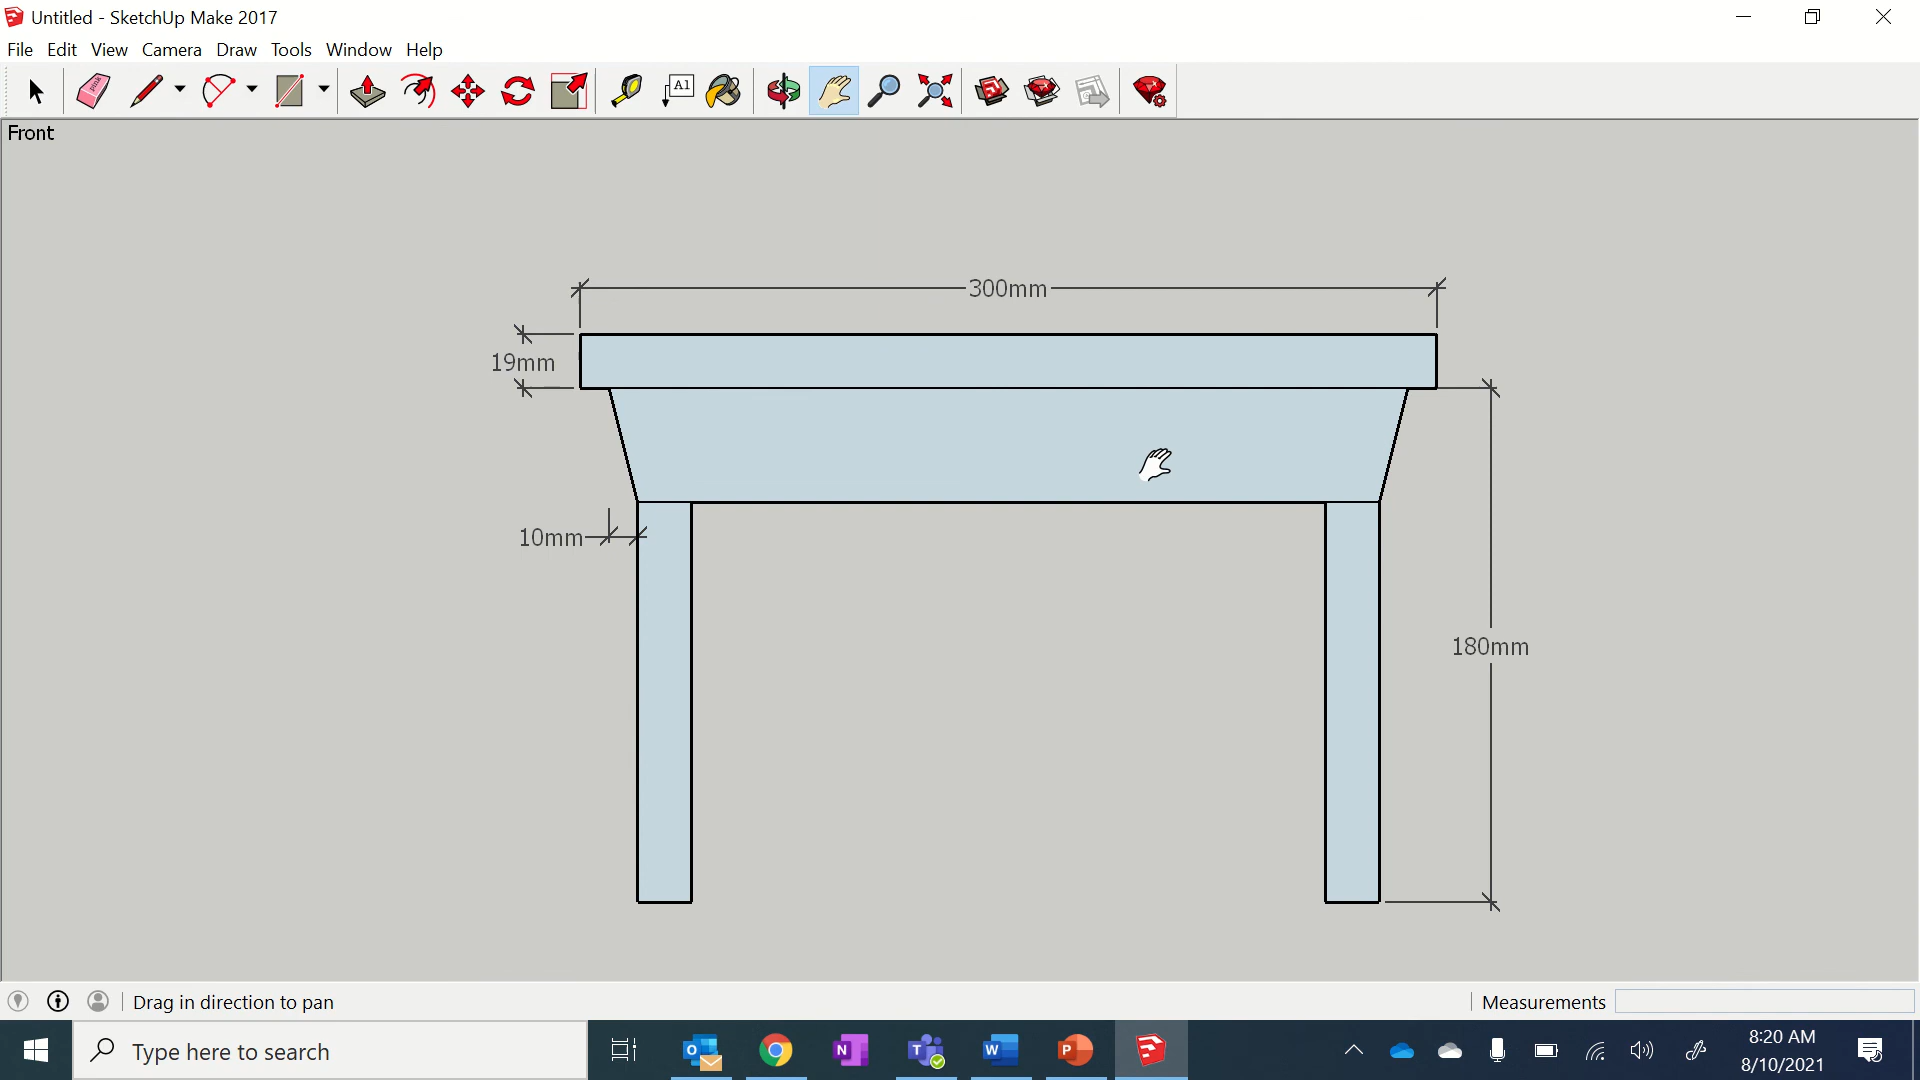 Untitled - SketchUp Make 2017
File Edit View Camera Draw Tools Window Help
A1
Front
300mm
19mm
10mm
180mm
Drag in direction to pan
Measurements
Type here to search
8:20 AM
8/10/2021